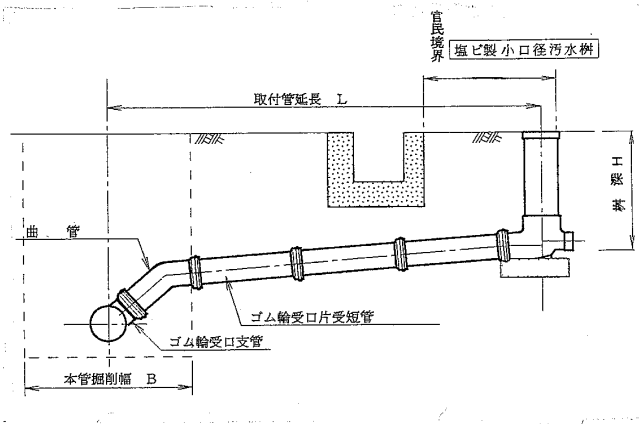 官民境界
塩ビ製小口径汚水桝
取付管延長 L
桝深 H
曲 管
ゴム輪受口片受短管
ゴム輪受口支管
本管掘削幅 B